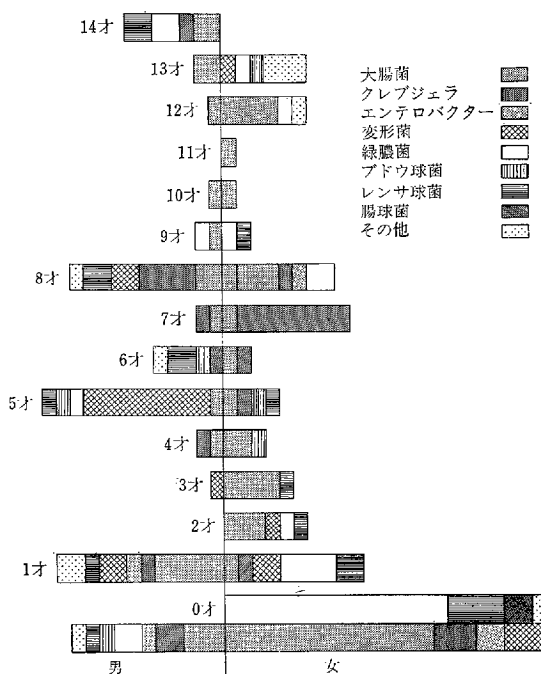 14才
13才
12才
11才
10才
9才
8才
7才
6才
5才
4才
3才
2才
1才
0才
男
女
大腸菌
クレブジェラ
エンテロバクター
変形菌
緑膿菌
ブドウ球菌
レンサ球菌
腸球菌
その他